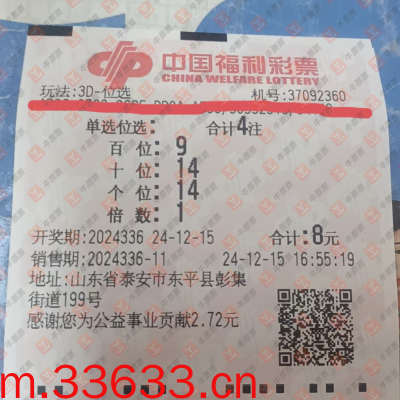 中国福利彩票
CHINA WELFARE LOTTERY
玩法:3D-位选 机号:37092360
单选位选: 合计4注
百位: 9
十位: 14
个位: 14
倍数: 1
开奖期:2024336 24-12-15 合计:8元
销售期:2024336-11 24-12-15 16:55:19
地址:山东省泰安市东平县彭集
街道199号
感谢您为公益事业贡献2.72元
m.33633.cn